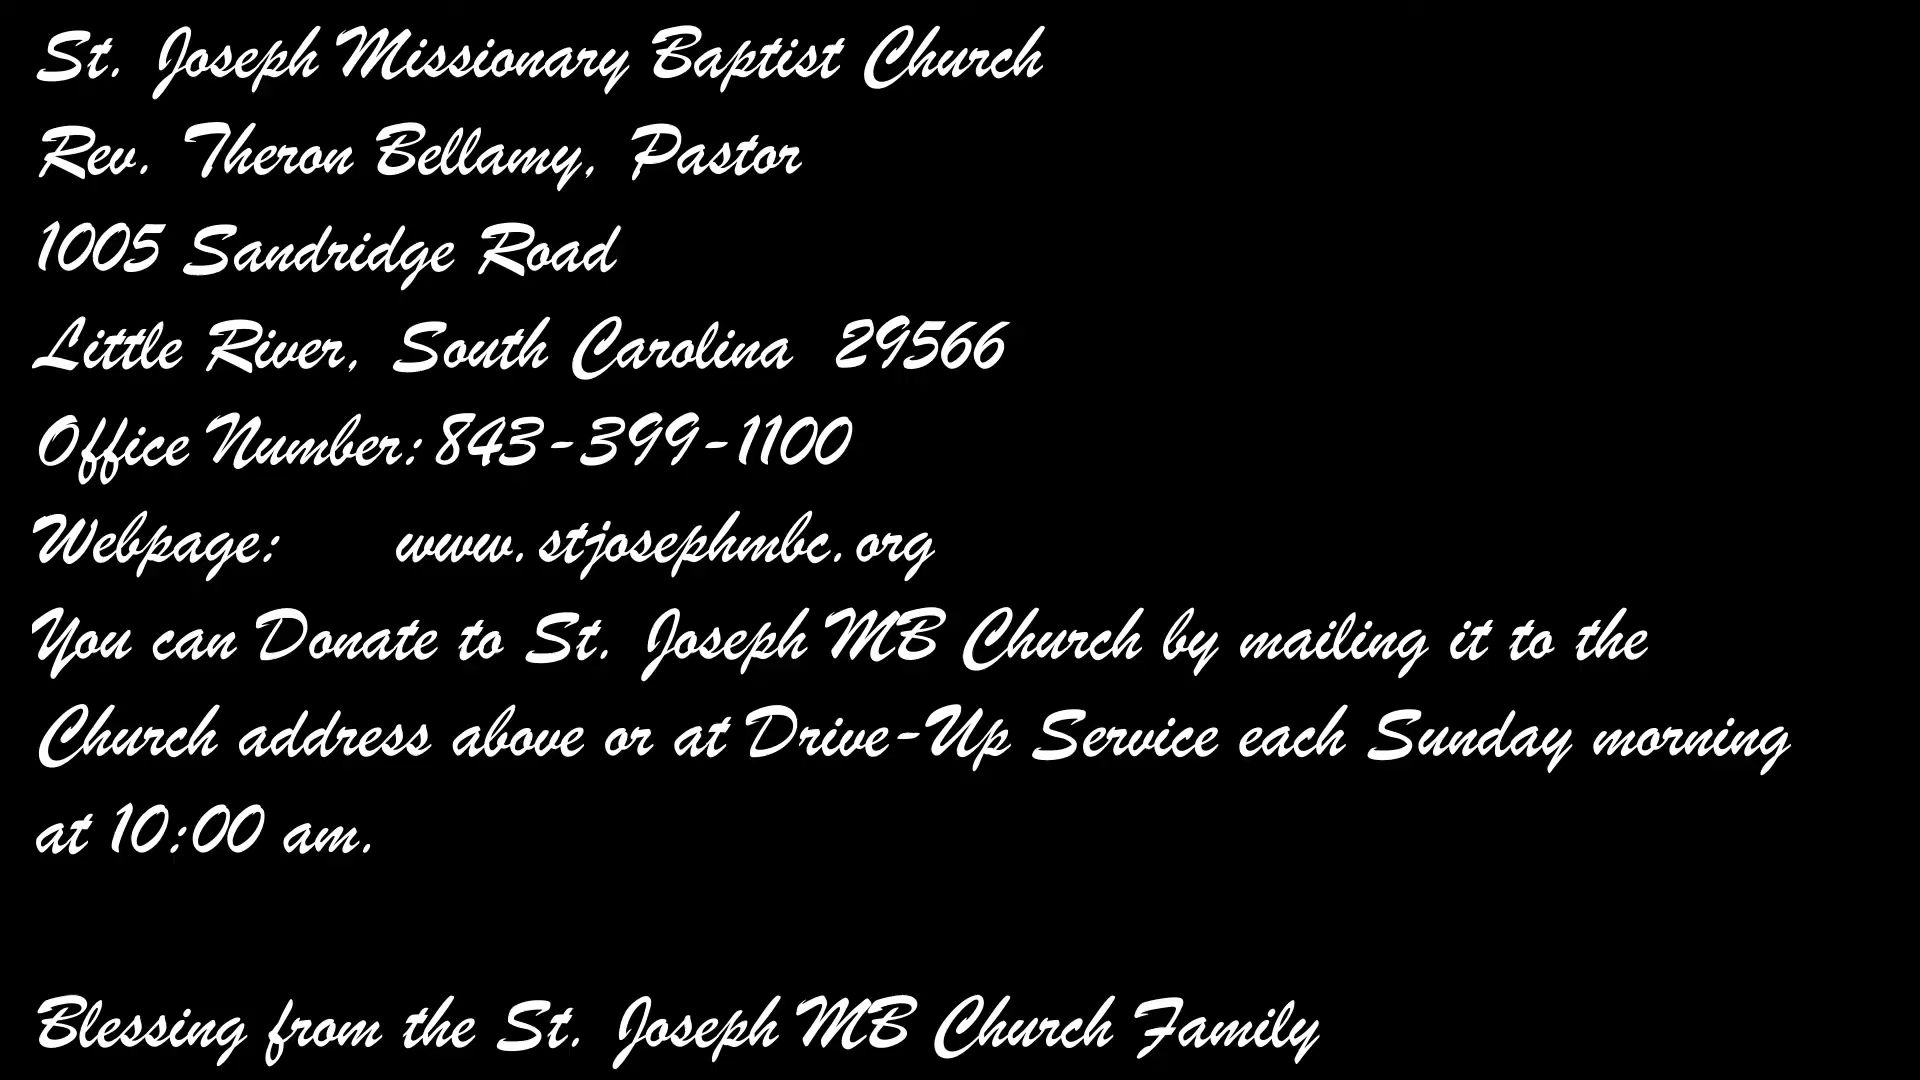 St. Joseph Missionary Baptist Church
Rev. Theron Bellamy, Pastor
1005 Sandridge Road
Little River, South Carolina 29566
Office Number: 843-399-1100
Webpage: www.stjosephmbc.org
You can Donate to St. Joseph MB Church by mailing it to the
Church address above or at Drive-Up Service each Sunday morning
at 10:00 am.
Blessing from the St. Joseph MB Church Family